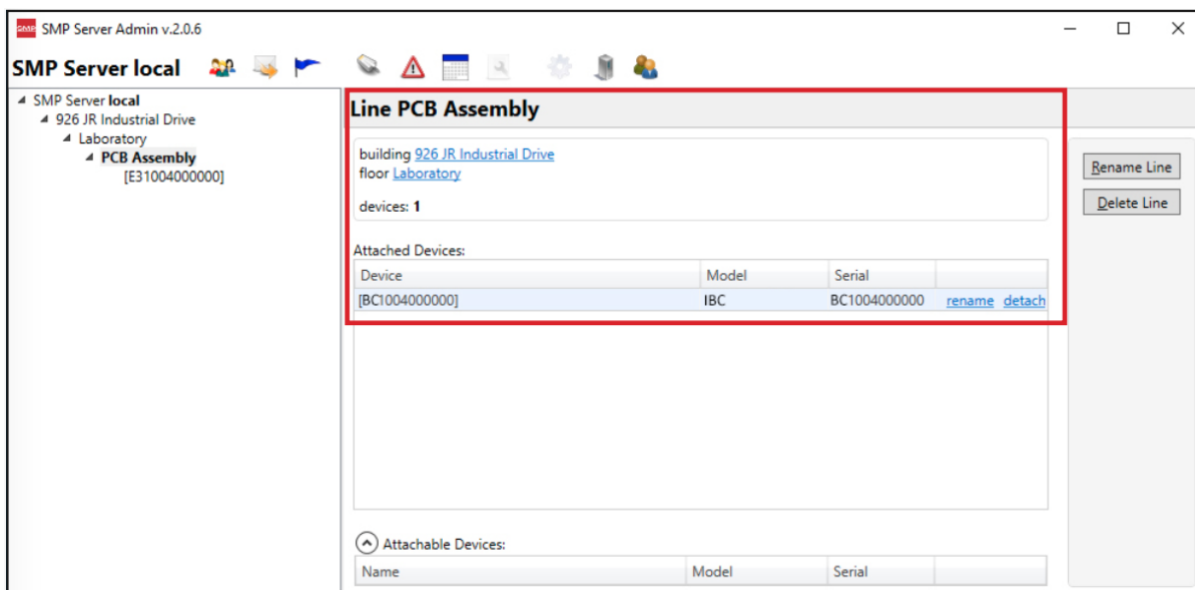 SMP SMP Server Admin v.2.0.6
SMP Server local
SMP Server local
926 JR Industrial Drive
Laboratory
PCB Assembly
[E31004000000]
Line PCB Assembly
building 926 JR Industrial Drive
floor Laboratory
devices: 1
Rename Line
Delete Line
Attached Devices:
Device Model Serial
[BC1004000000] IBC BC1004000000 rename detach
Attachable Devices:
Name Model Serial